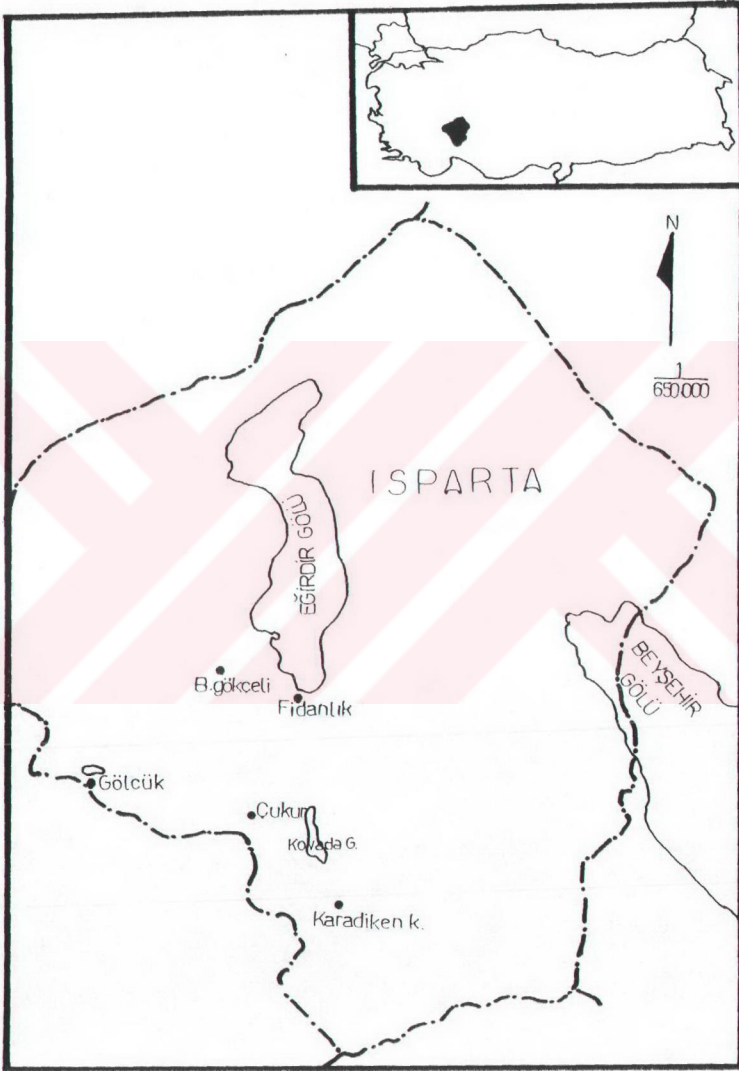 N
1
650.000
ISPARTA
EĞİRDİR GÖLÜ
BEYŞEHİR
GÖLÜ
B.gökçeli
Fidanlık
Gölcük
Çukur
Kovada G.
Karadiken k.